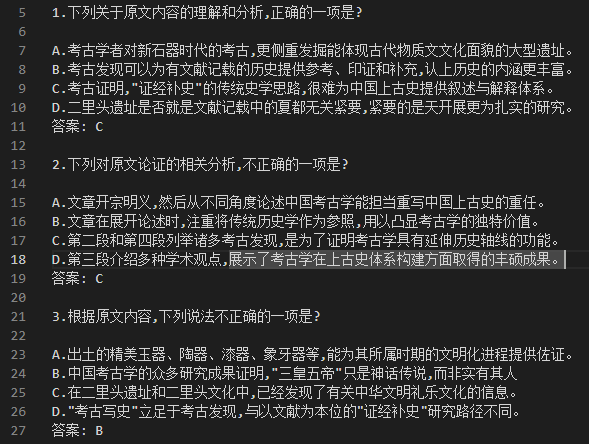 5 1.下列关于原文内容的理解和分析,正确的一项是?
6
7 A.考古学者对新石器时代的考古,更侧重发掘能体现古代物质文文化面貌的大型遗址。
8 B.考古发现可以为有文献记载的历史提供参考、印证和补充,认上历史的内涵更丰富。
9 C.考古证明,"证经补史"的传统史学思路,很难为中国上古史提供叙述与解释体系。
10 D.二里头遗址是否就是文献记载中的夏都无关紧要,紧要的是天开展更为扎实的研究。
11 答案: C
12
13 2.下列对原文论证的相关分析,不正确的一项是?
14
15 A.文章开宗明义,然后从不同角度论述中国考古学能担当重写中国上古史的重任。
16 B.文章在展开论述时,注重将传统历史学作为参照,用以凸显考古学的独特价值。
17 C.第二段和第四段列举诸多考古发现,是为了证明考古学具有延伸历史轴线的功能。
18 D.第三段介绍多种学术观点,展示了考古学在上古史体系构建方面取得的丰硕成果。
19 答案: C
20
21 3.根据原文内容,下列说法不正确的一项是?
22
23 A.出土的精美玉器、陶器、漆器、象牙器等,能为其所属时期的文明化进程提供佐证。
24 B.中国考古学的众多研究成果证明,"三皇五帝"只是神话传说,而非实有其人
25 C.在二里头遗址和二里头文化中,已经发现了有关中华文明礼乐文化的信息。
26 D."考古写史"立足于考古发现,与以文献为本位的"证经补史"研究路径不同。
27 答案: B